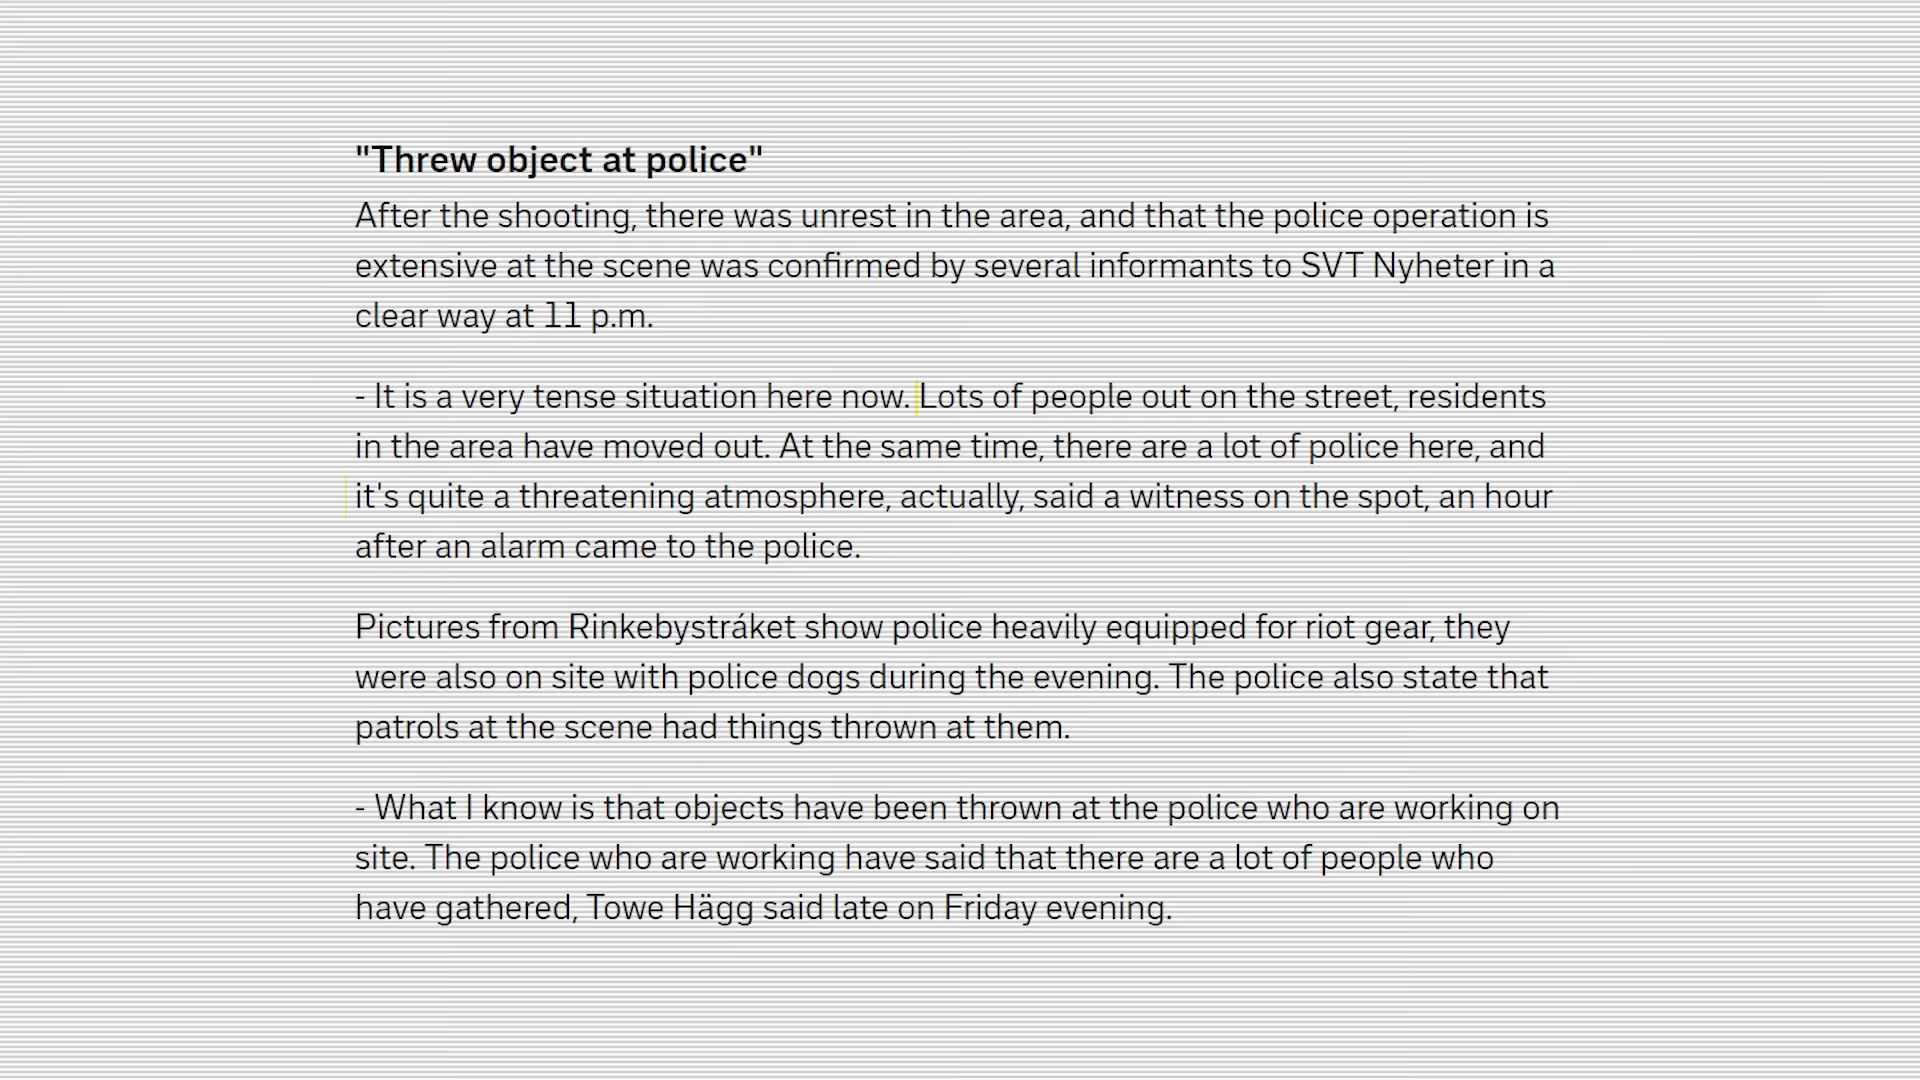 "Threw object at police"
After the shooting, there was unrest in the area, and that the police operation is
extensive at the scene was confirmed by several informants to SVT Nyheter in a
clear way at 11 p.m.
- It is a very tense situation here now. Lots of people out on the street, residents
in the area have moved out. At the same time, there are a lot of police here, and
it's quite a threatening atmosphere, actually, said a witness on the spot, an hour
after an alarm came to the police.
Pictures from Rinkebystráket show police heavily equipped for riot gear, they
were also on site with police dogs during the evening. The police also state that
patrols at the scene had things thrown at them.
- What I know is that objects have been thrown at the police who are working on
site. The police who are working have said that there are a lot of people who
have gathered, Towe Hägg said late on Friday evening.